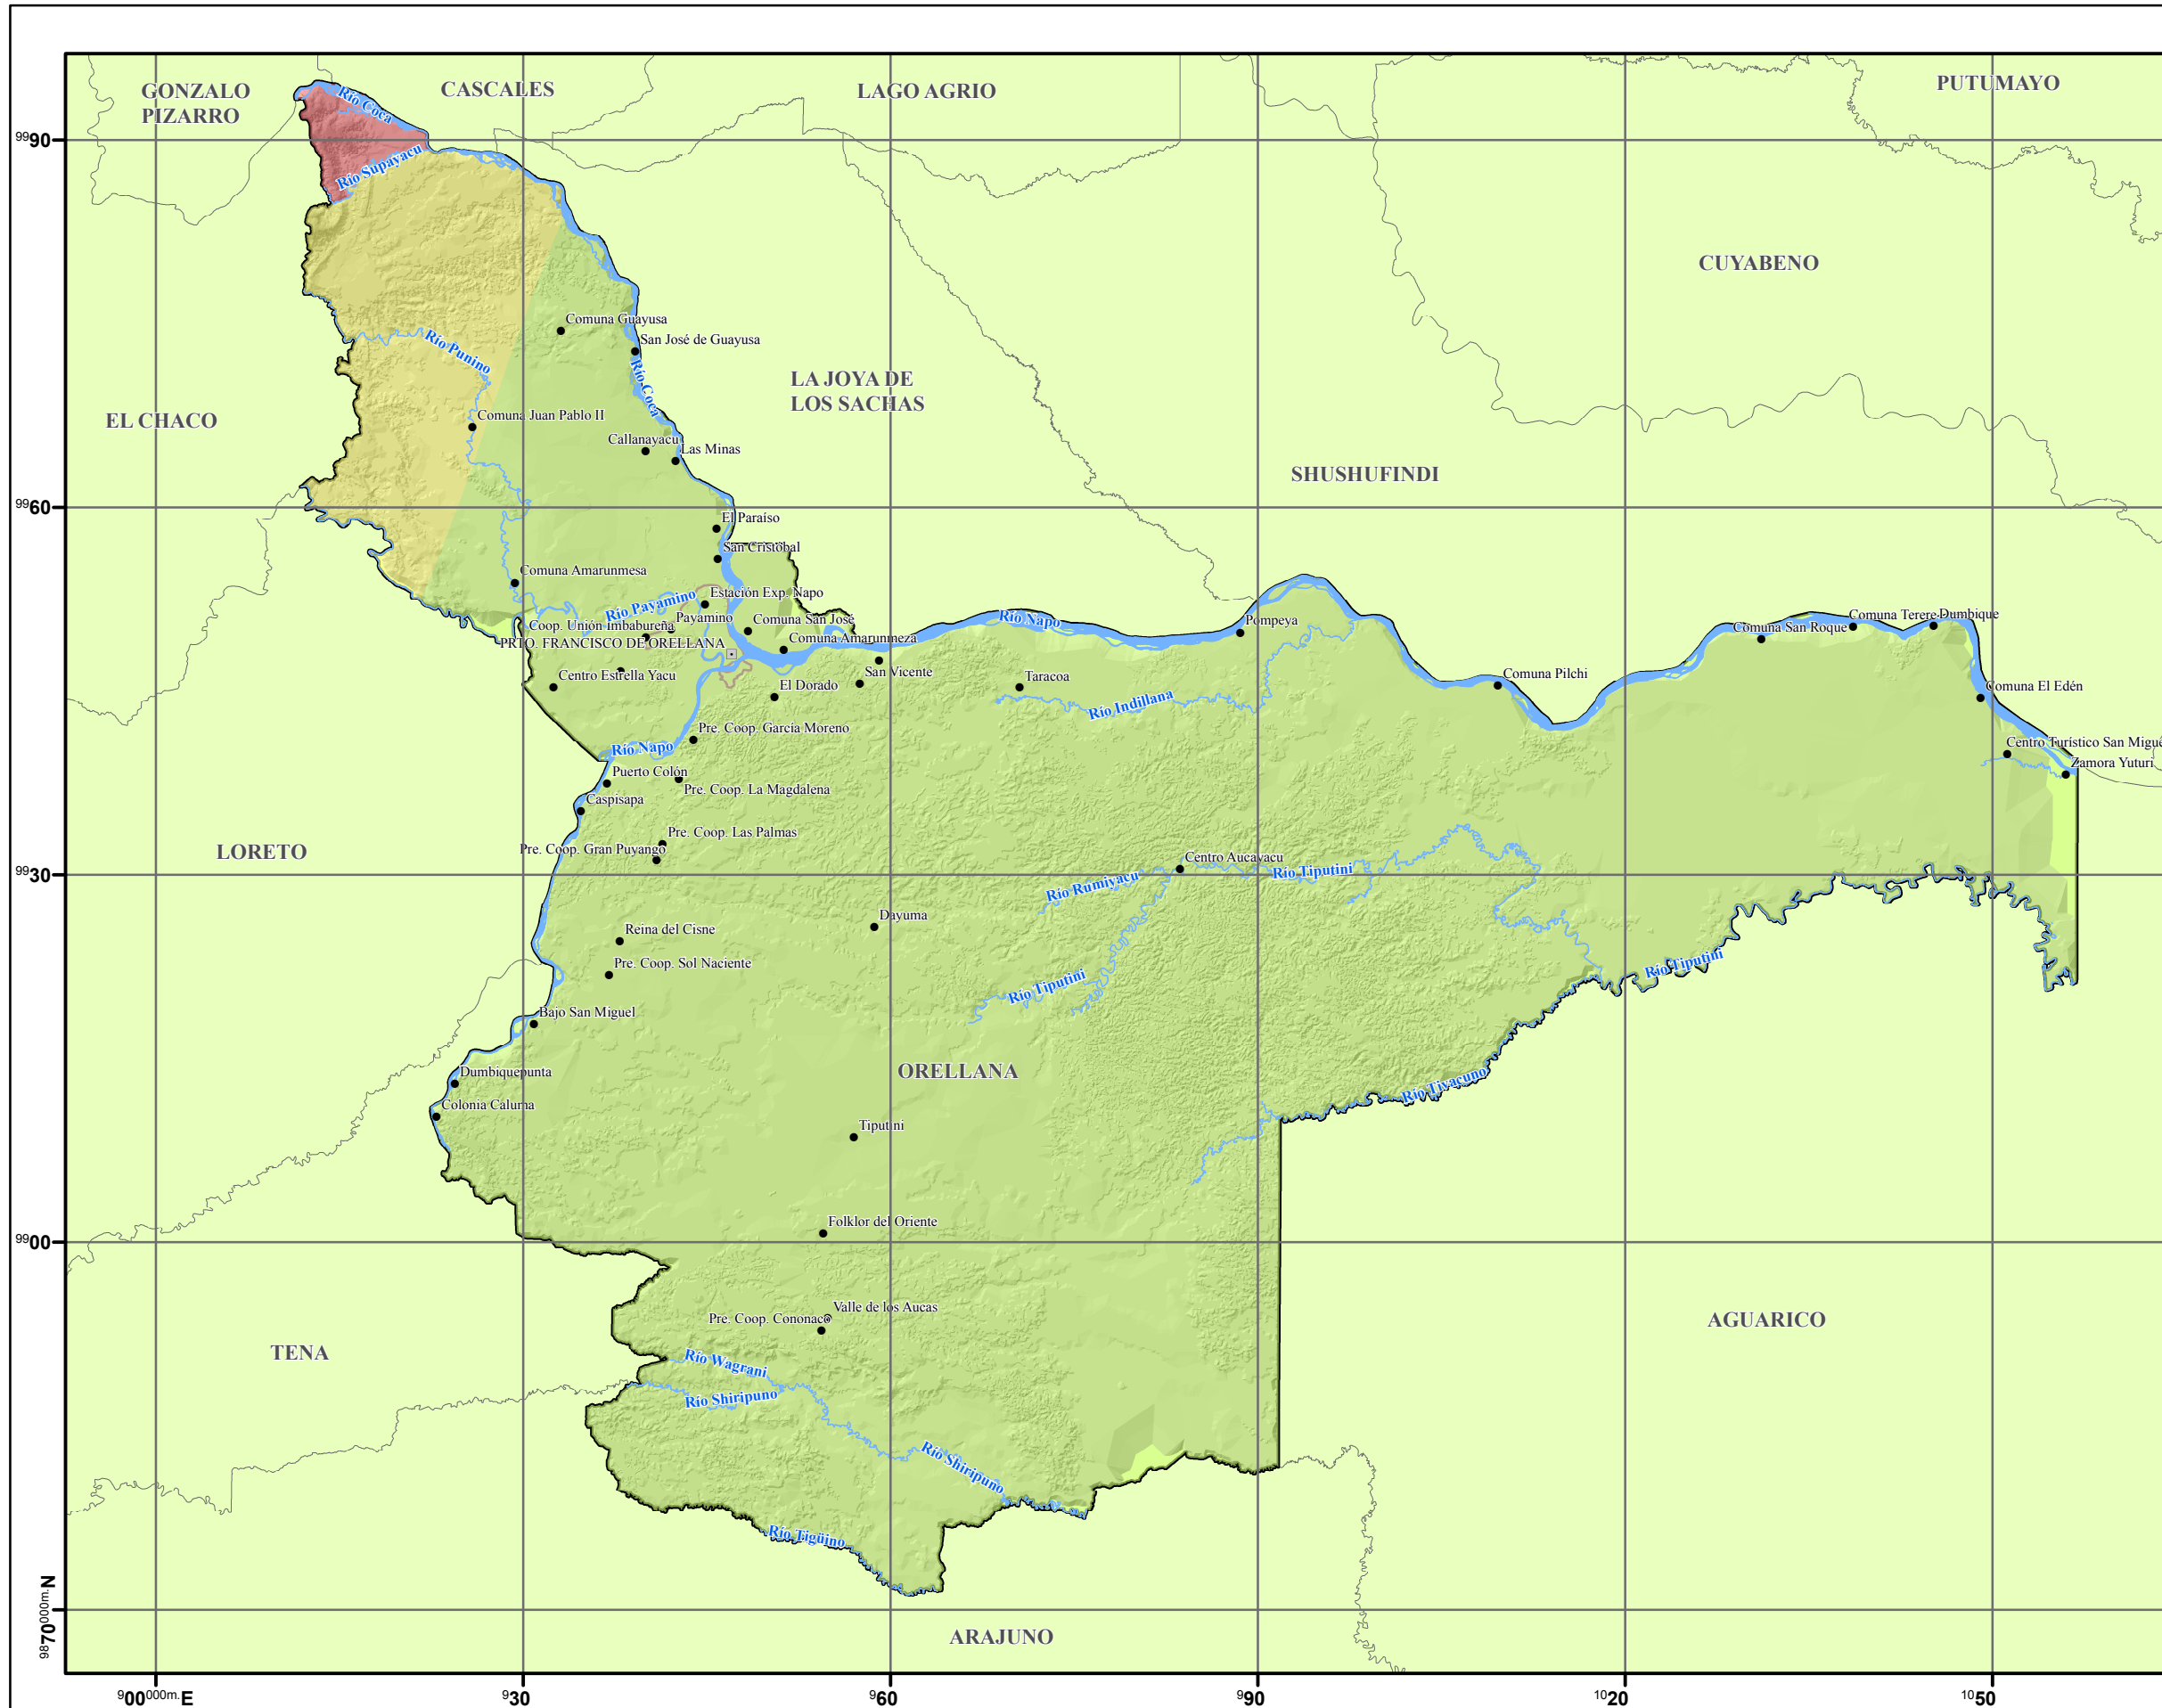 GONZALO
PIZARRO
CASCALES
LAGO AGRIO
PUTUMAYO
Río Coca
9990
Río Supayacu
CUYABENO
Comuna Guayusa
San José de Guayusa
Río Punino
Río Coca
LA JOYA DE
LOS SACHAS
EL CHACO
Comuna Juan Pablo II
Callanayacu
Las Minas
SHUSHUFINDI
9960
El Paraíso
San Cristóbal
Comuna Amarunmesa
Estación Exp. Napo
Río Payamino
Payamino
Coop. Unión Imbabureña
Comuna San José
Río Napo
Pompeya
Comuna Terere
Dumbique
Comuna San Roque
PRTO. FRANCISCO DE ORELLANA
Comuna Amarunmeza
Centro Estrella Yacu
San Vicente
El Dorado
Taracoa
Río Indillana
Comuna Pilchi
Comuna El Edén
Pre. Coop. García Moreno
Río Napo
Centro Turístico San Migué
Zamora Yuturi
Puerto Colón
Pre. Coop. La Magdalena
Caspisapa
Pre. Coop. Las Palmas
Pre. Coop. Gran Puyango
LORETO
Centro Aucayacu
Río Tiputini
9930
Río Rumiyacu
Dayuma
Reina del Cisne
Pre. Coop. Sol Naciente
Río Tiputini
Río Tiputini
Bajo San Miguel
Dumbiquepunta
ORELLANA
Río Tivacuno
Colonia Caluma
Tiputini
Folklor del Oriente
9900
Valle de los Aucas
Pre. Coop. Cononaco
AGUARICO
TENA
Río Wagrani
Río Shiripuno
Río Shiripuno
Río Tigüino
9870000m.N
ARAJUNO
900000m.E
930
960
990
1020
1050